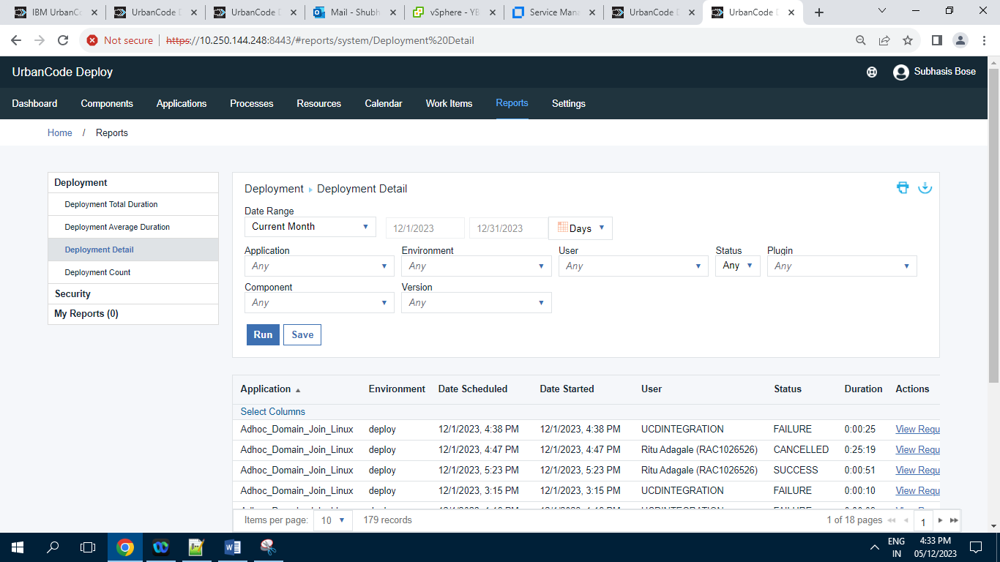 IBM UrbanC
UrbanCode D
UrbanCode D
Mail - Shubh
vSphere - YB
Service Mana
UrbanCode D
UrbanCode D
Not secure
https://10.250.144.248:8443/#reports/system/Deployment%20Detail
UrbanCode Deploy
Subhasis Bose
Dashboard Components Applications Processes Resources Calendar Work Items Reports Settings
Home / Reports
Deployment
Deployment Total Duration
Deployment Average Duration
Deployment Detail
Deployment Count
Security
My Reports (0)
Deployment Deployment Detail
Date Range
Current Month 12/1/2023 12/31/2023 Days
Application Environment User Status Plugin
Any Any Any Any Any
Component Version
Any Any
Run Save
Application Environment Date Scheduled Date Started User Status Duration Actions
Select Columns
Adhoc_Domain_Join_Linux deploy 12/1/2023, 4:38 PM 12/1/2023, 4:38 PM UCDINTEGRATION FAILURE 0:00:25 View Requ
Adhoc_Domain_Join_Linux deploy 12/1/2023, 4:47 PM 12/1/2023, 4:47 PM Ritu Adagale (RAC1026526) CANCELLED 0:25:19 View Requ
Adhoc_Domain_Join_Linux deploy 12/1/2023, 5:23 PM 12/1/2023, 5:23 PM Ritu Adagale (RAC1026526) SUCCESS 0:00:51 View Requ
Adhoc_Domain_Join_Linux deploy 12/1/2023, 3:15 PM 12/1/2023, 3:15 PM UCDINTEGRATION FAILURE 0:00:10 View Requ
Items per page: 10 179 records 1 of 18 pages 1
ENG
IN
4:33 PM
05/12/2023